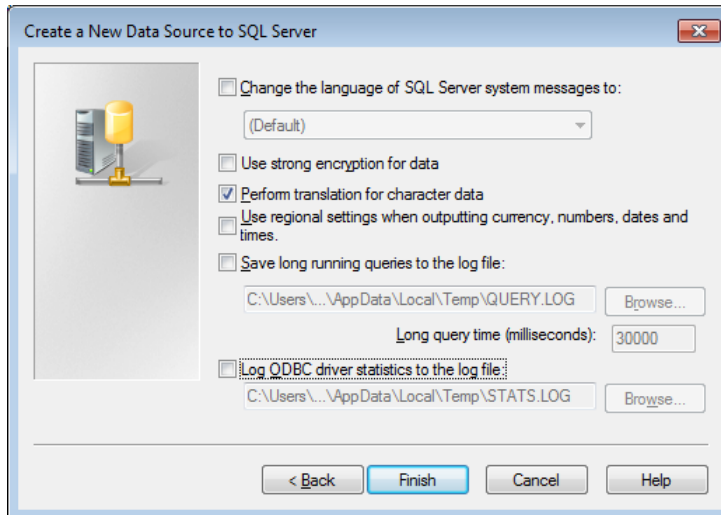 Create a New Data Source to SQL Server
Change the language of SQL Server system messages to:
(Default)
Use strong encryption for data
Perform translation for character data
Use regional settings when outputting currency, numbers, dates and
times.
Save long running queries to the log file:
C:\Users\...\AppData\Local\Temp\QUERY.LOG Browse...
Long query time (milliseconds): 30000
Log ODBC driver statistics to the log file:
C:\Users\...\AppData\Local\Temp\STATS.LOG Browse...
< Back Finish Cancel Help